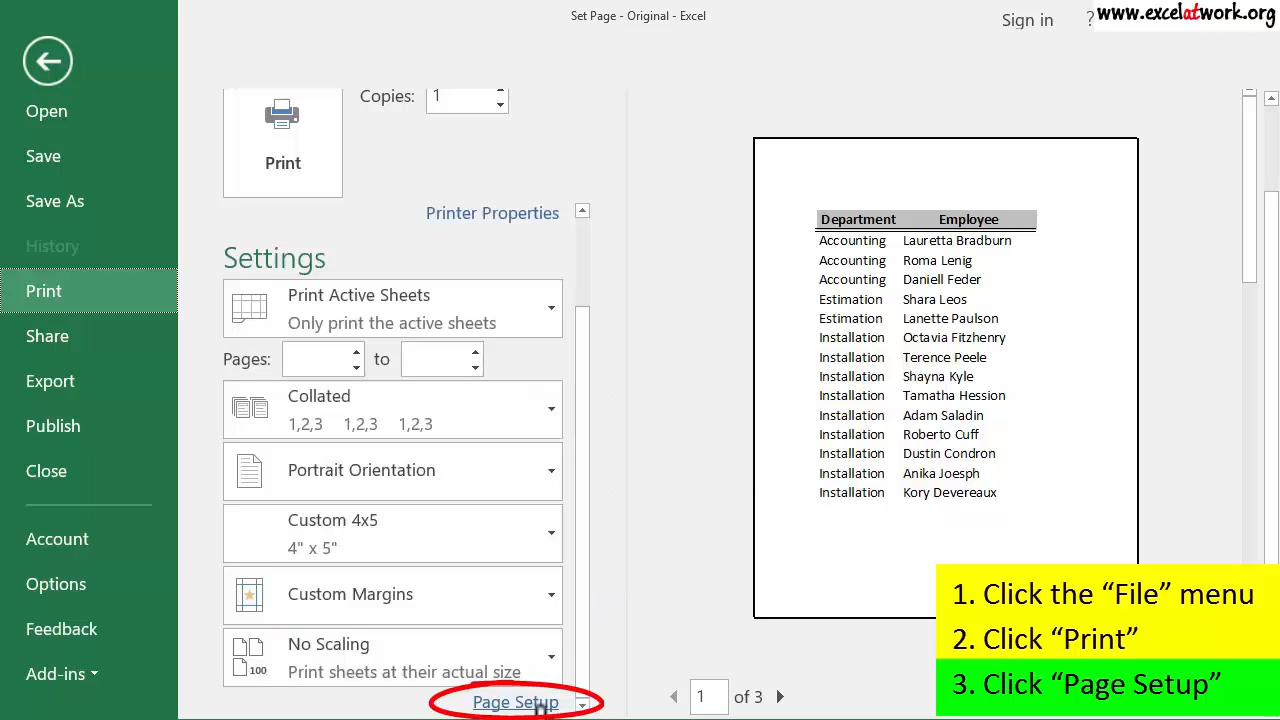 Set Page - Original - Excel
Sign in
?
www.excelatwork.org
Open
Save
Save As
History
Print
Share
Export
Publish
Close
Account
Options
Feedback
Add-ins
Print
Copies: 1
Printer Properties
Settings
Print Active Sheets
Only print the active sheets
Pages: to
Collated
1,2,3 1,2,3 1,2,3
Portrait Orientation
Custom 4x5
4" x 5"
Custom Margins
100
No Scaling
Print sheets at their actual size
Page Setup
Department Employee
Accounting Lauretta Bradburn
Accounting Roma Lenig
Accounting Daniell Feder
Estimation Shara Leos
Estimation Lanette Paulson
Installation Octavia Fitzhenry
Installation Terence Peele
Installation Shayna Kyle
Installation Tamatha Hession
Installation Adam Saladin
Installation Roberto Cuff
Installation Dustin Condron
Installation Anika Joesph
Installation Kory Devereaux
1 of 3
1. Click the “File” menu
2. Click “Print”
3. Click “Page Setup”